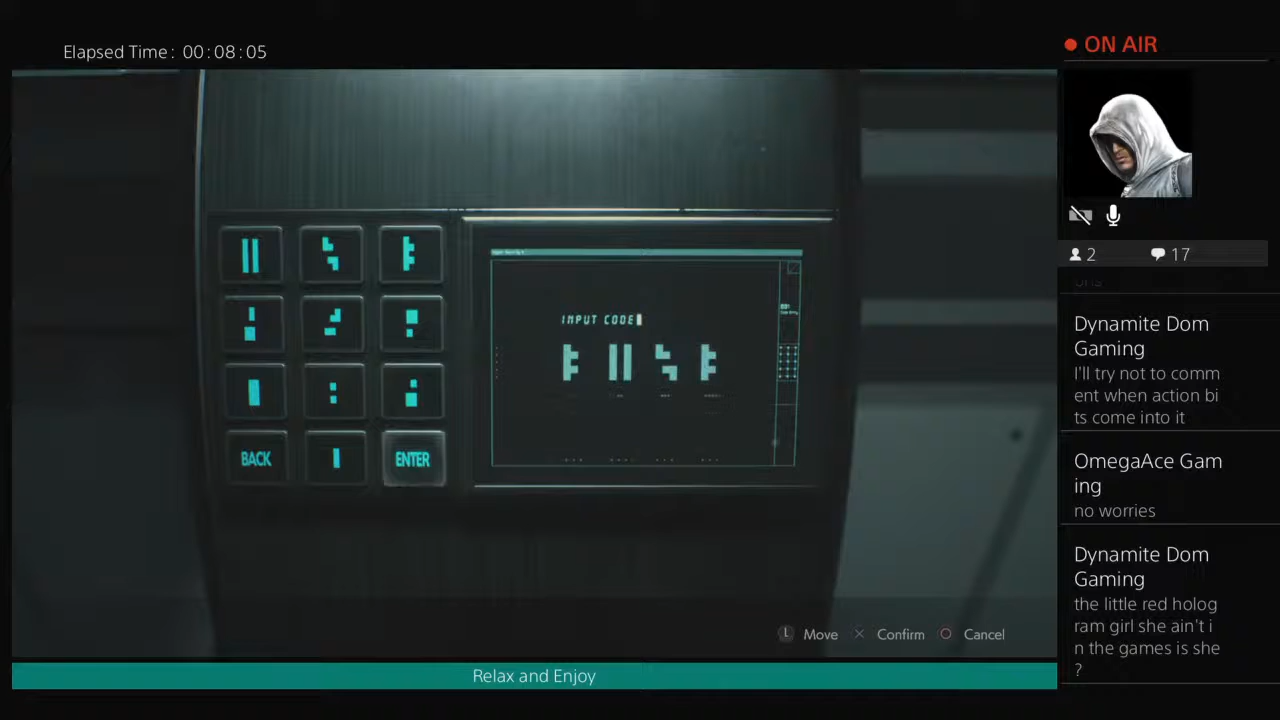 Elapsed Time: 00:08:05
ON AIR
2
17
INPUT CODE
BACK
ENTER
Dynamite Dom
Gaming
I'll try not to comm
ent when action bi
ts come into it
OmegaAce Gam
ing
no worries
Dynamite Dom
Gaming
the little red holog
ram girl she ain't i
n the games is she
?
L Move
Confirm
Cancel
Relax and Enjoy